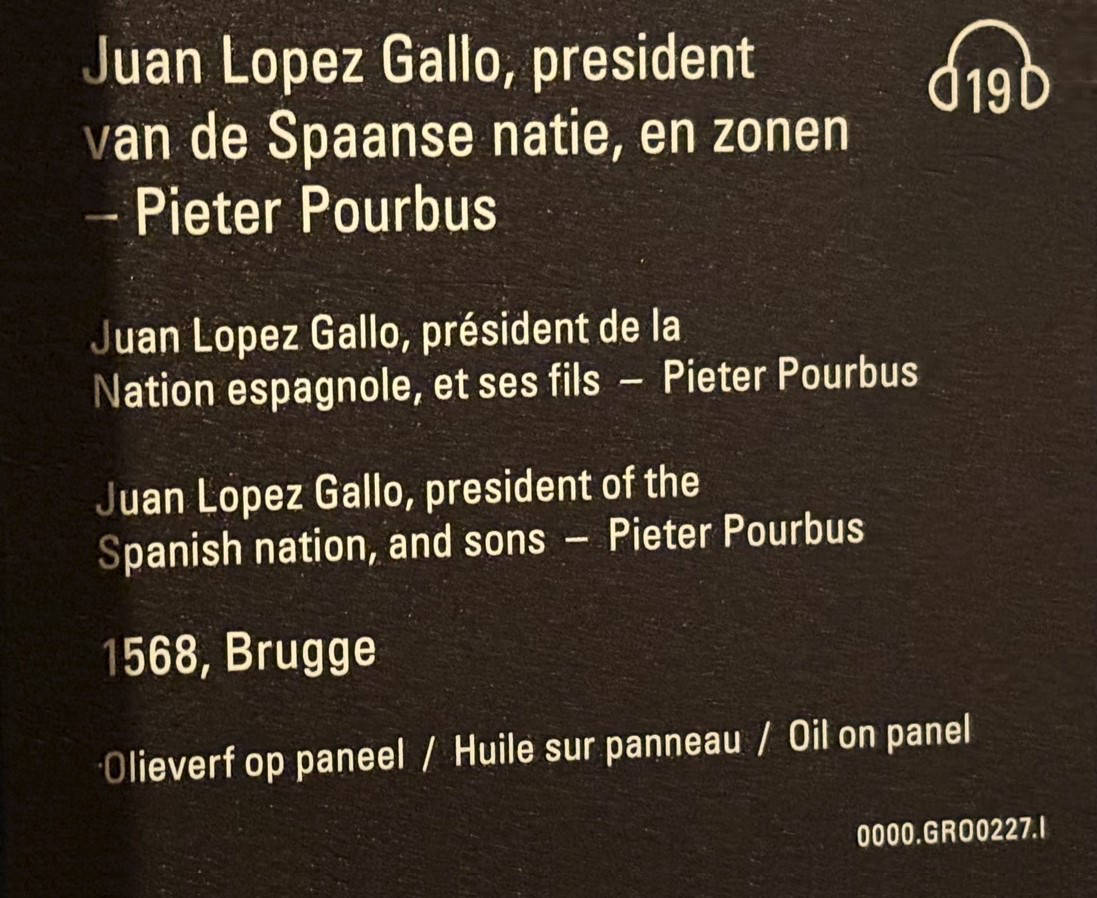 Juan Lopez Gallo, president
van de Spaanse natie, en zonen
– Pieter Pourbus
19
Juan Lopez Gallo, président de la
Nation espagnole, et ses fils – Pieter Pourbus
Juan Lopez Gallo, president of the
Spanish nation, and sons – Pieter Pourbus
1568, Brugge
Olieverf op paneel / Huile sur panneau / Oil on panel
0000.GRO0227.I